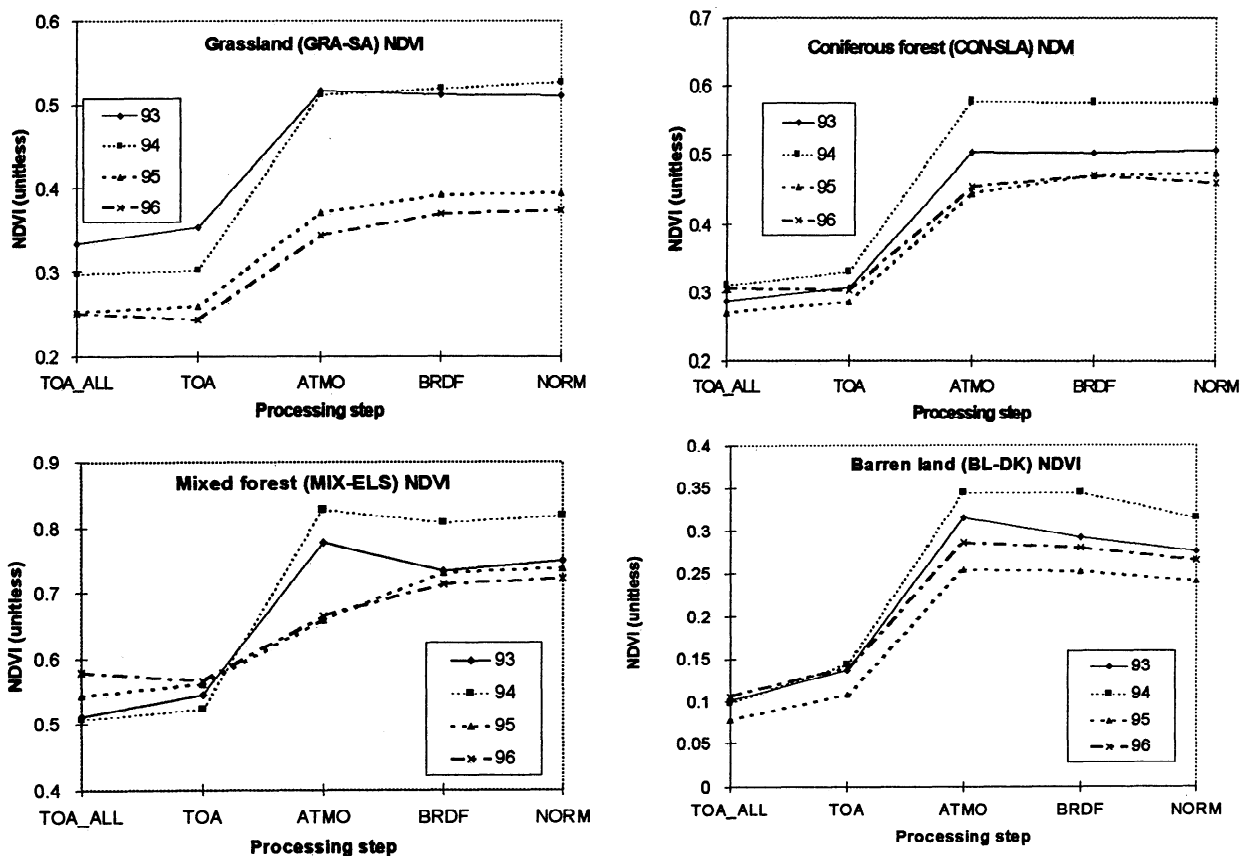 Grassland (GRA-SA) NDVI
0.6
0.5
0.4
0.3
0.2
NDVI (unitless)
93
94
95
96
TOA_ALL TOA ATMO BRDF NORM
Processing step
Coniferous forest (CON-SLA) NDVI
0.7
0.6
0.5
0.4
0.3
0.2
NDVI (unitless)
93
94
95
96
TOA_ALL TOA ATMO BRDF NORM
Processing step
Mixed forest (MIX-ELS) NDVI
0.9
0.8
0.7
0.6
0.5
0.4
NDVI (unitless)
93
94
95
96
TOA_ALL TOA ATMO BRDF NORM
Processing step
Barren land (BL-DK) NDVI
0.4
0.35
0.3
0.25
0.2
0.15
0.1
0.05
0
NDVI (unitless)
93
94
95
96
TOA_ALL TOA ATMO BRDF NORM
Processing step